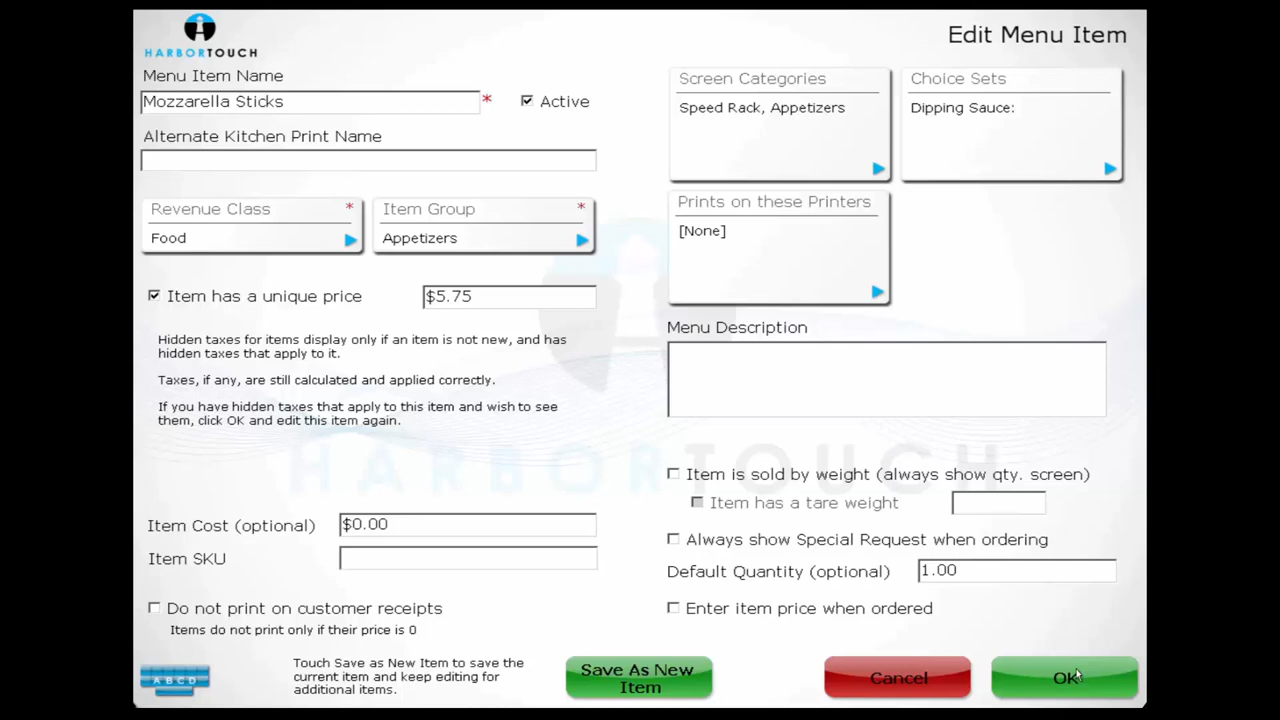 HARBORTOUCH
Edit Menu Item
Menu Item Name
Mozzarella Sticks *
Active
Alternate Kitchen Print Name
Revenue Class *
Food
Item Group *
Appetizers
Item has a unique price
$5.75
Hidden taxes for items display only if an item is not new, and has
hidden taxes that apply to it.
Taxes, if any, are still calculated and applied correctly.
If you have hidden taxes that apply to this item and wish to see
them, click OK and edit this item again.
Item Cost (optional)
$0.00
Item SKU
Do not print on customer receipts
Items do not print only if their price is 0
Screen Categories
Speed Rack, Appetizers
Choice Sets
Dipping Sauce:
Prints on these Printers
[None]
Menu Description
HARBORTOUCH
Item is sold by weight (always show qty. screen)
Item has a tare weight
Always show Special Request when ordering
Default Quantity (optional)
1.00
Enter item price when ordered
ABCD
Touch Save as New Item to save the
current item and keep editing for
additional items.
Save As New
Item
Cancel
OK